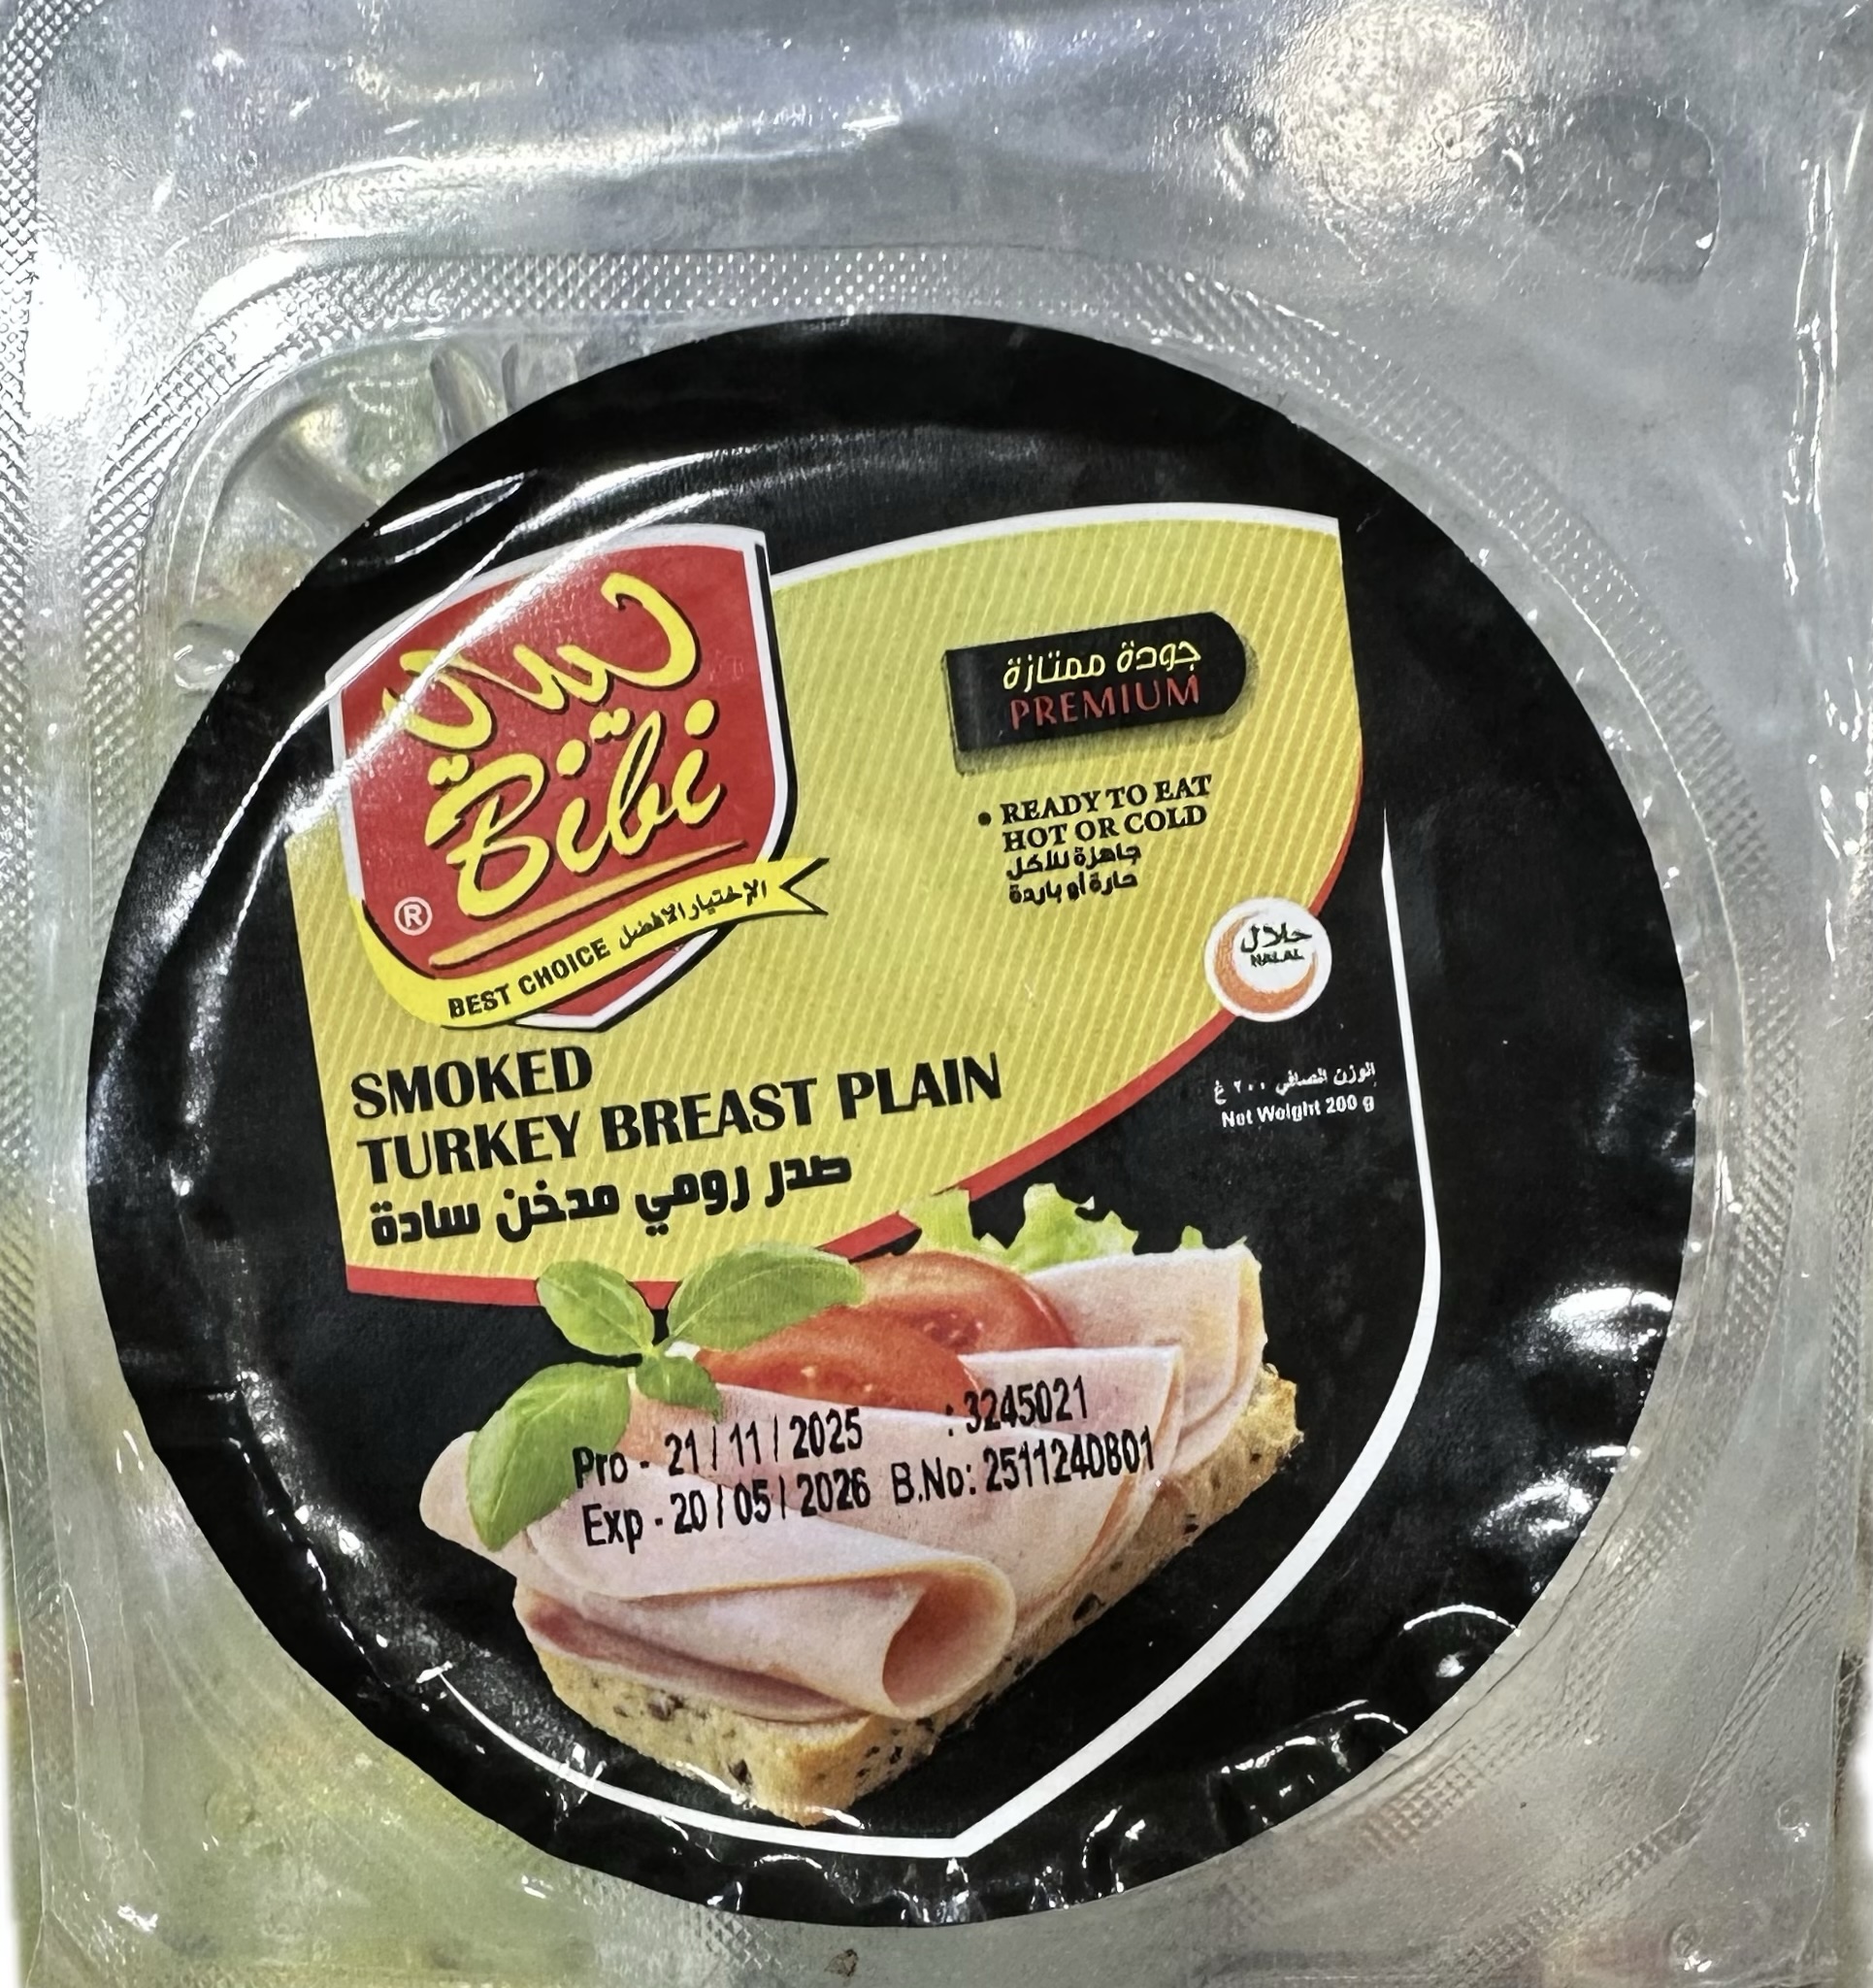 بيبي
Bibi
®
BEST CHOICE الإختيار الافضل
جودة ممتازة
PREMIUM
• READY TO EAT
HOT OR COLD
جاهزة للاكل
حارة أو باردة
حلال
HALAL
الوزن الصافي ٢٠٠ غ
Net Weight 200 g
SMOKED
TURKEY BREAST PLAIN
صدر رومي مدخن سادة
Pro - 21 / 11 / 2025 : 3245021
Exp - 20 / 05 / 2026 B.No: 2511240801